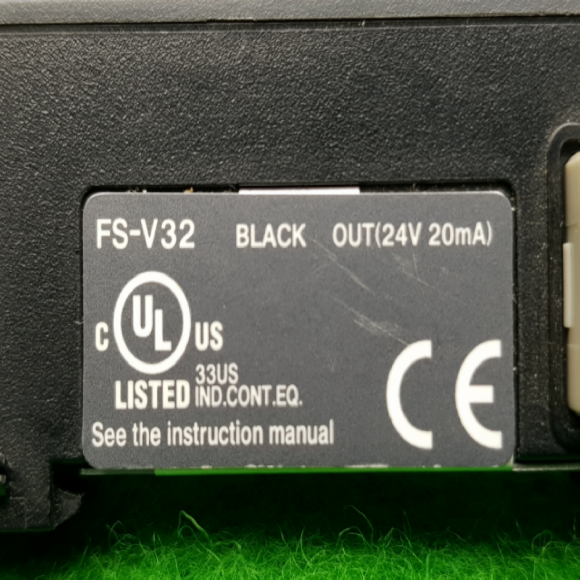 FS-V32 BLACK OUT(24V 20mA)
UL
C US
LISTED 33US
IND.CONT.EQ.
See the instruction manual
CE